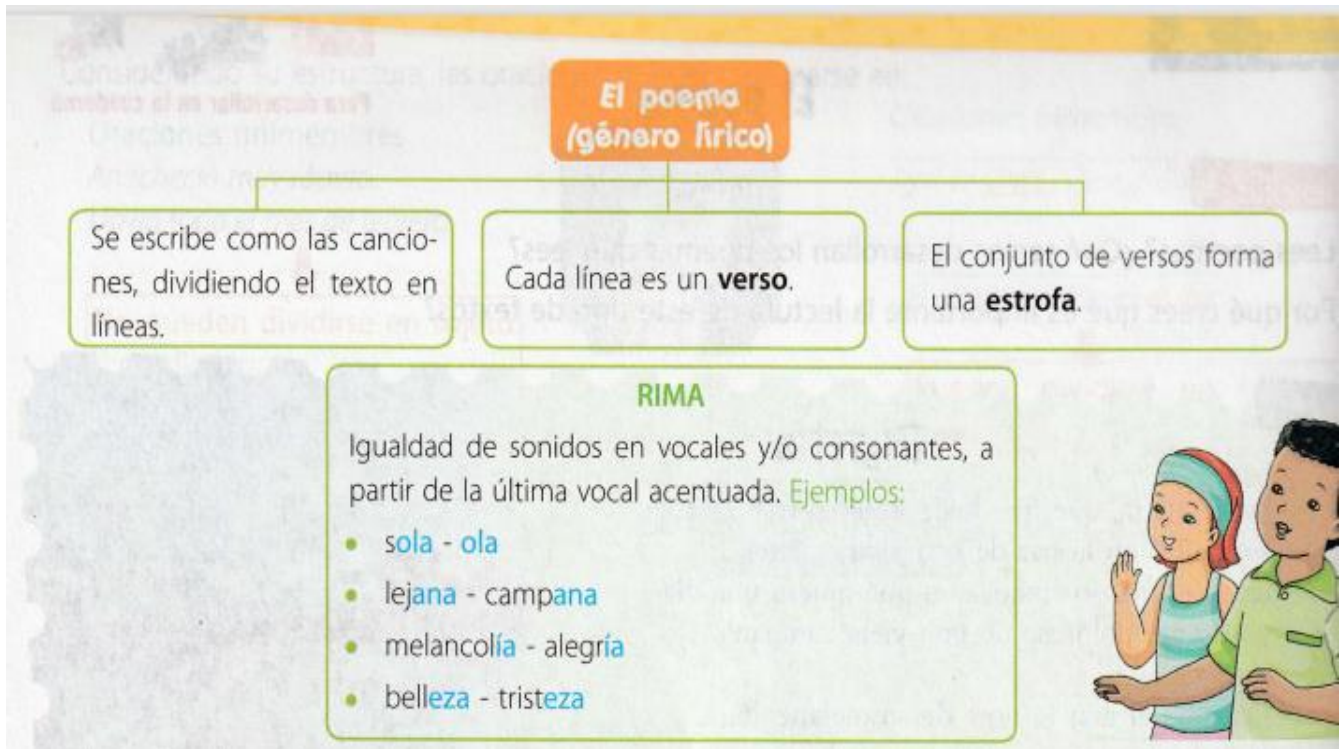 El poema
(género lírico)
Se escribe como las cancio-
nes, dividiendo el texto en
líneas.
Cada línea es un verso.
El conjunto de versos forma
una estrofa.
RIMA
Igualdad de sonidos en vocales y/o consonantes, a
partir de la última vocal acentuada. Ejemplos:
• sola - ola
• lejana - campana
• melancolía - alegría
• belleza - tristeza